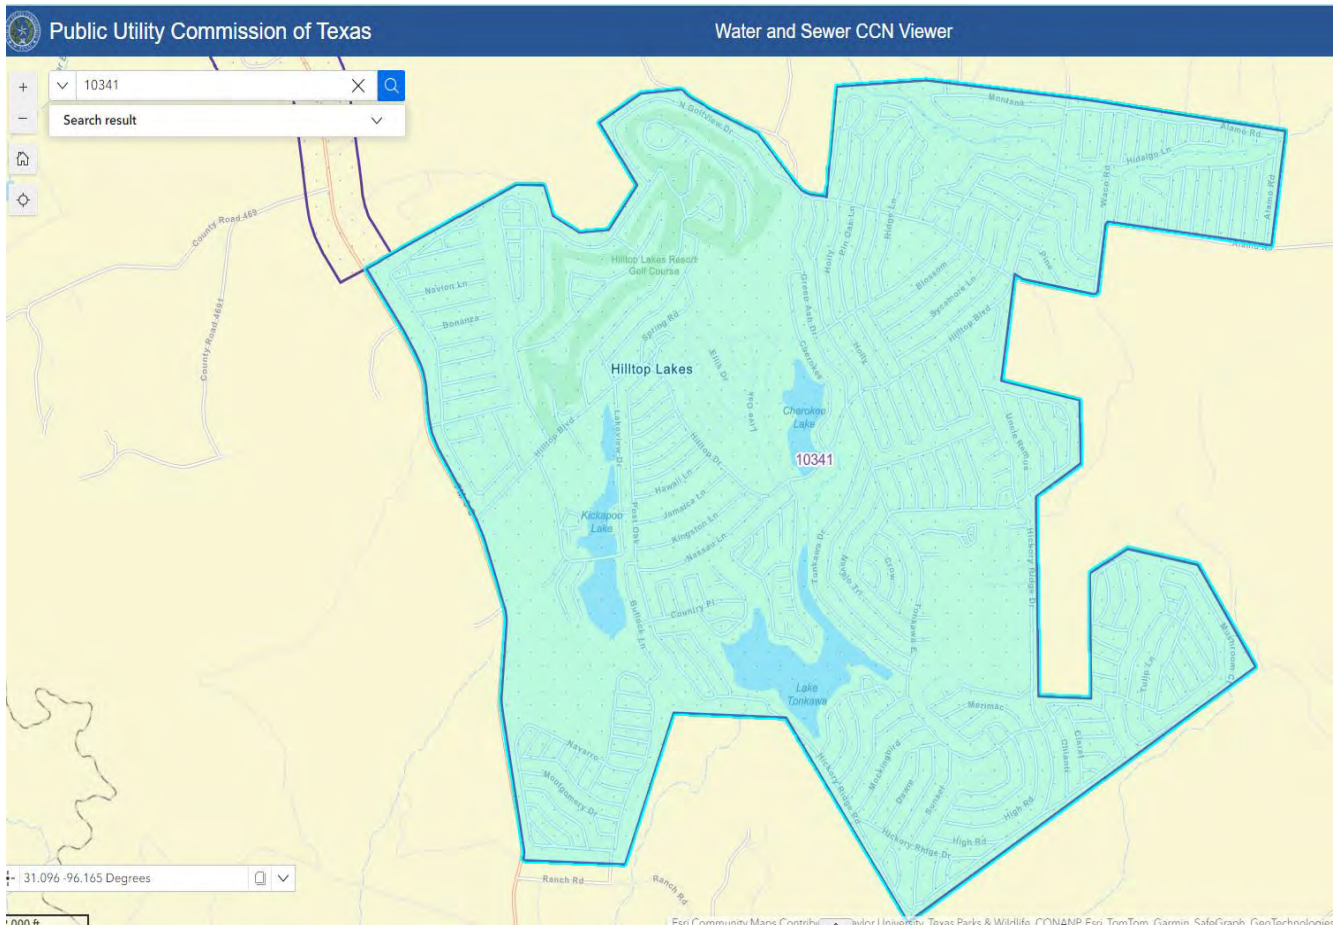 Public Utility Commission of Texas
Water and Sewer CCN Viewer
+
10341
−
Search result
N Golfview Dr
Montana
Alamo Rd
Hidalgo Ln
Waco Rd
Alamo Rd
County Road 469
Holly
Pin Oak Ln
Ridge Ln
Hilltop Lakes Resort
Golf Course
Pine
Navion Ln
Green Ash Dr
Blossom
Sycamore Ln
County Road 4691
Bonanza
Spring Rd
Hilltop Blvd
Hilltop Lakes
Ellis Dr
Cherokee
Holly
Hilltop Blvd
Lakeview Dr
Live Oak
Cherokee
Lake
Uncle Remus
Hilltop Dr
10341
Hawaii Ln
Jamaica Ln
Kickapoo
Lake
Post Oak
Kingston Ln
Nassau Ln
Tonkawa Dr
Navajo Trl
Crow
Hickory Ridge Dr
Country Pl
Bullock Ln
Tonkawa E
Mushroom C
Tulip Ln
Lake
Tonkawa
Merimac
Navarro
Mockingbird
Claret
Chianti
Montgomery Dr
Hickory Ridge Rd
Dawe
Sunset
High Rd
Hickory Ridge Dr
High Rd
31.096 -96.165 Degrees
Ranch Rd
Ranch Rd